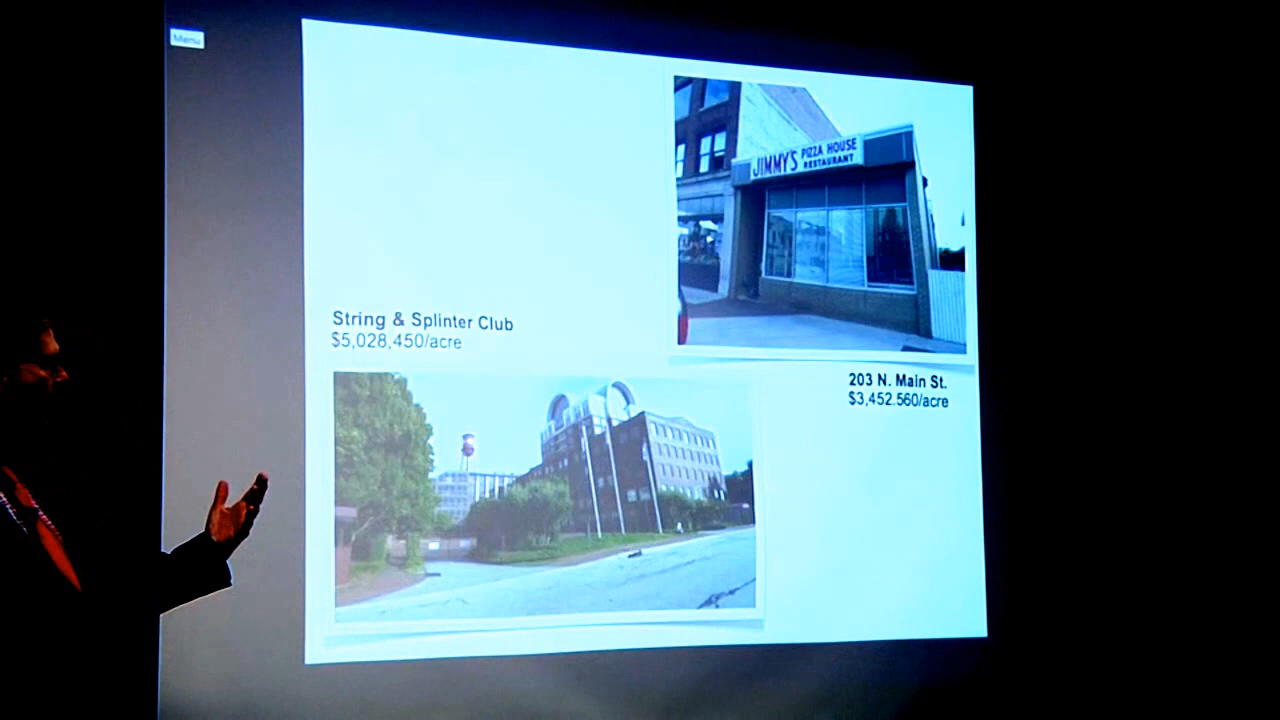 Menu
JIMMY'S PIZZA HOUSE
RESTAURANT
String & Splinter Club
$5,028,450/acre
203 N. Main St.
$3,452.560/acre